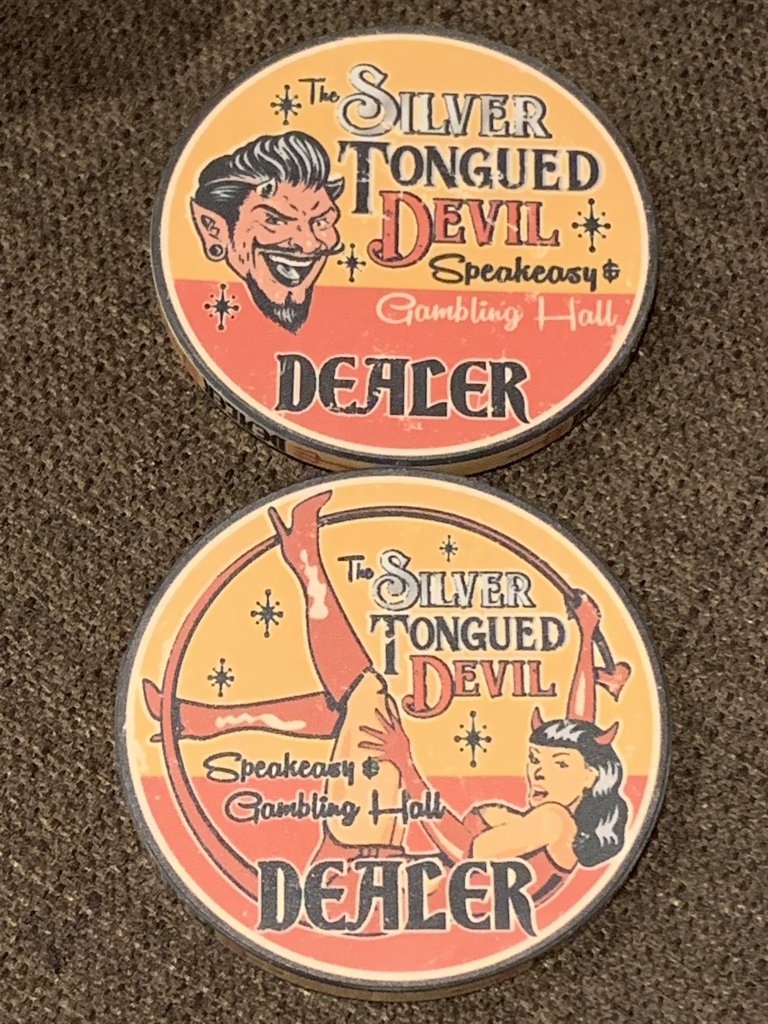 The SILVER
TONGUED
DEVIL
Speakeasy &
Gambling Hall
DEALER
The SILVER
TONGUED
DEVIL
Speakeasy &
Gambling Hall
DEALER